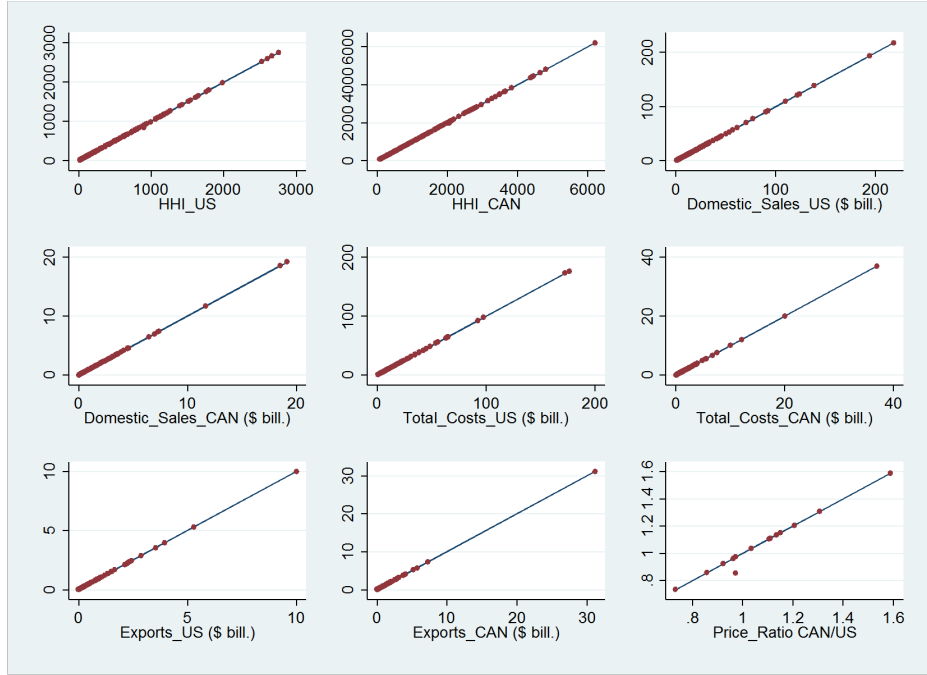 3000
2000
1000
0
0 1000 2000 3000
HHI_US
6000
4000
2000
0
0 2000 4000 6000
HHI_CAN
200
100
0
0 100 200
Domestic_Sales_US ($ bill.)
20
10
0
0 10 20
Domestic_Sales_CAN ($ bill.)
200
100
0
0 100 200
Total_Costs_US ($ bill.)
40
20
0
0 20 40
Total_Costs_CAN ($ bill.)
10
5
0
0 5 10
Exports_US ($ bill.)
30
20
10
0
0 10 20 30
Exports_CAN ($ bill.)
1.6
1.4
1.2
1
.8
.8 1 1.2 1.4 1.6
Price_Ratio CAN/US